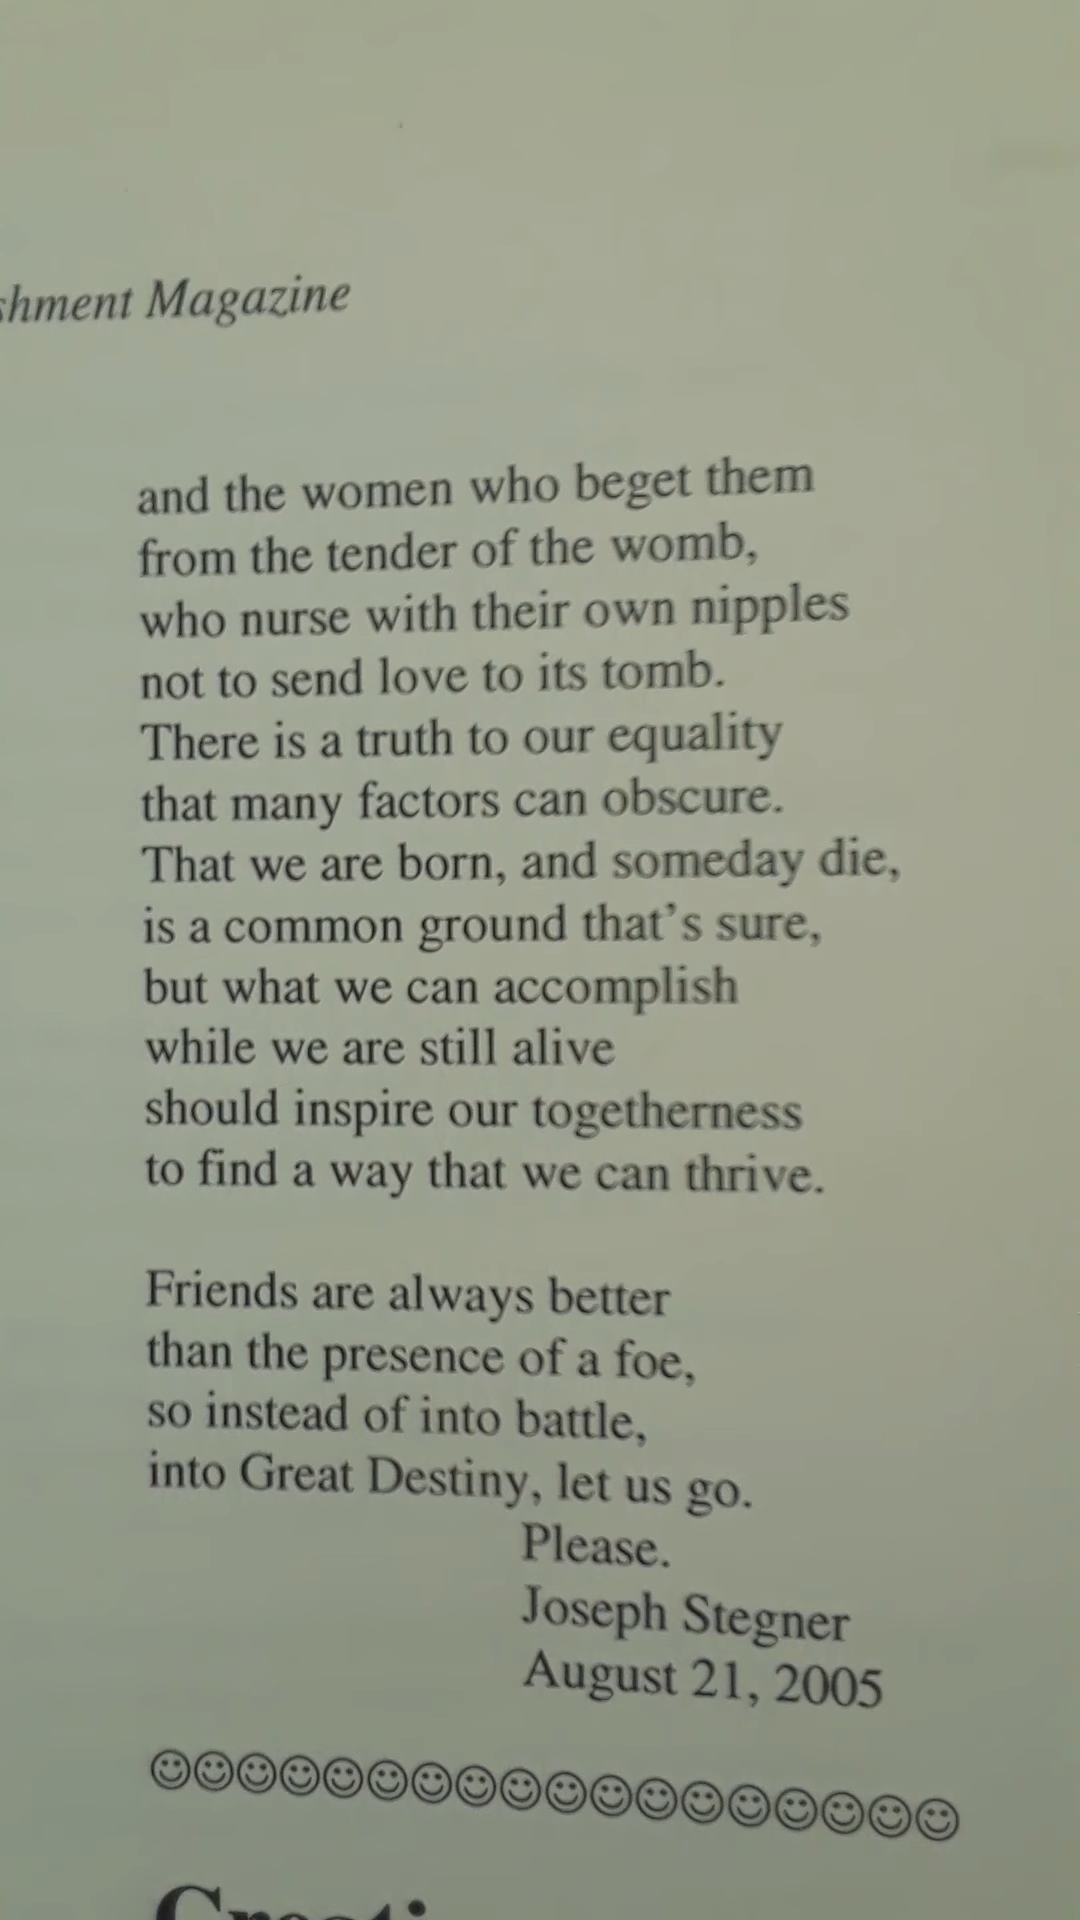 Magazine
and the women who beget them
from the tender of the womb,
who nurse with their own nipples
not to send love to its tomb.
There is a truth to our equality
that many factors can obscure.
That we are born, and someday die,
is a common ground that's sure,
but what we can accomplish
while we are still alive
should inspire our togetherness
to find a way that we can thrive.
Friends are always better
than the presence of a foe,
so instead of into battle,
into Great Destiny, let us go.
Please.
Joseph Stegner
August 21, 2005